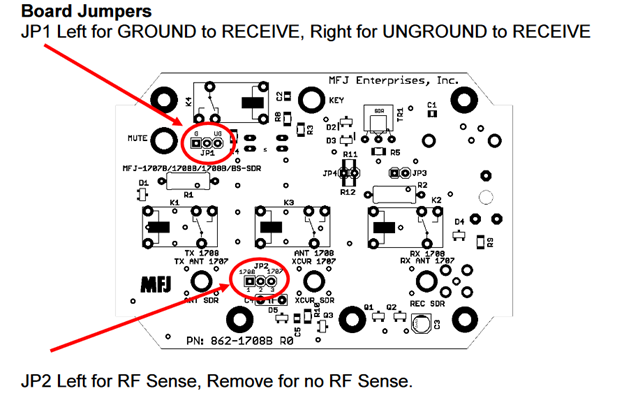 Board Jumpers
JP1 Left for GROUND to RECEIVE, Right for UNGROUND to RECEIVE
MFJ Enterprises, Inc.
K4
C2
KEY
R8
R3
D2
D3
TR1
C1
MUTE
G UG
JP1
R4
R5
R11
MFJ-1707B/1708B/1708B/BS-SDR
JP4
JP3
R12
R2
D1
R1
K1
K3
K2
D4
R9
TX 1708
TX ANT 1707
ANT 1708
XCVR 1707
RX 1708
RX ANT 1707
JP2
1708 1707
1 2 3
MFJ
ANT SDR
XCVR SDR
REC SDR
D5
C5
R10
Q3
Q1
Q2
C3
PN: 862-1708B R0
JP2 Left for RF Sense, Remove for no RF Sense.